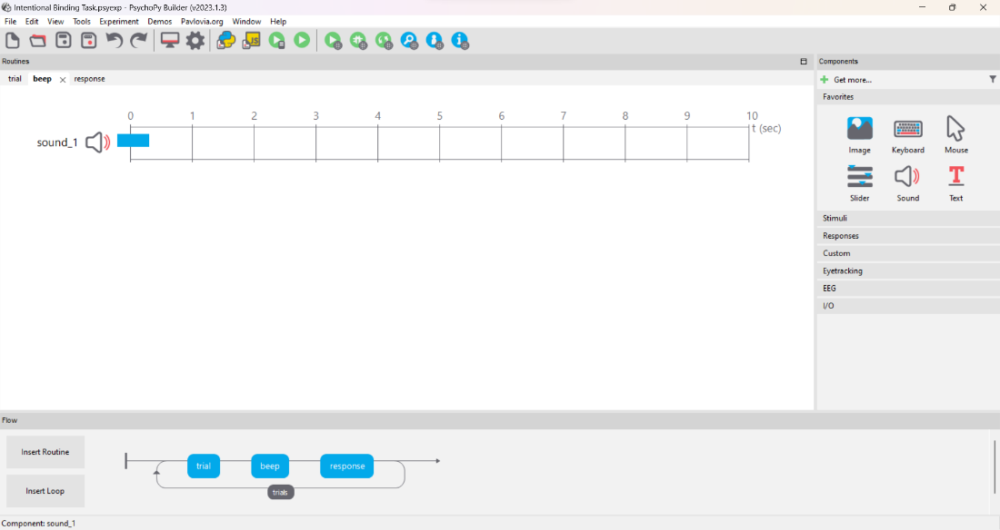 Intentional Binding Task.psyexp - PsychoPy Builder (v2023.1.3)
File Edit View Tools Experiment Demos Pavlovia.org Window Help
JS
Routines
trial beep response
0 1 2 3 4 5 6 7 8 9 10
t (sec)
sound_1
Components
Get more...
Favorites
Image Keyboard Mouse
Slider Sound Text
Stimuli
Responses
Custom
Eyetracking
EEG
I/O
Flow
Insert Routine
Insert Loop
trial beep response
trials
Component: sound_1